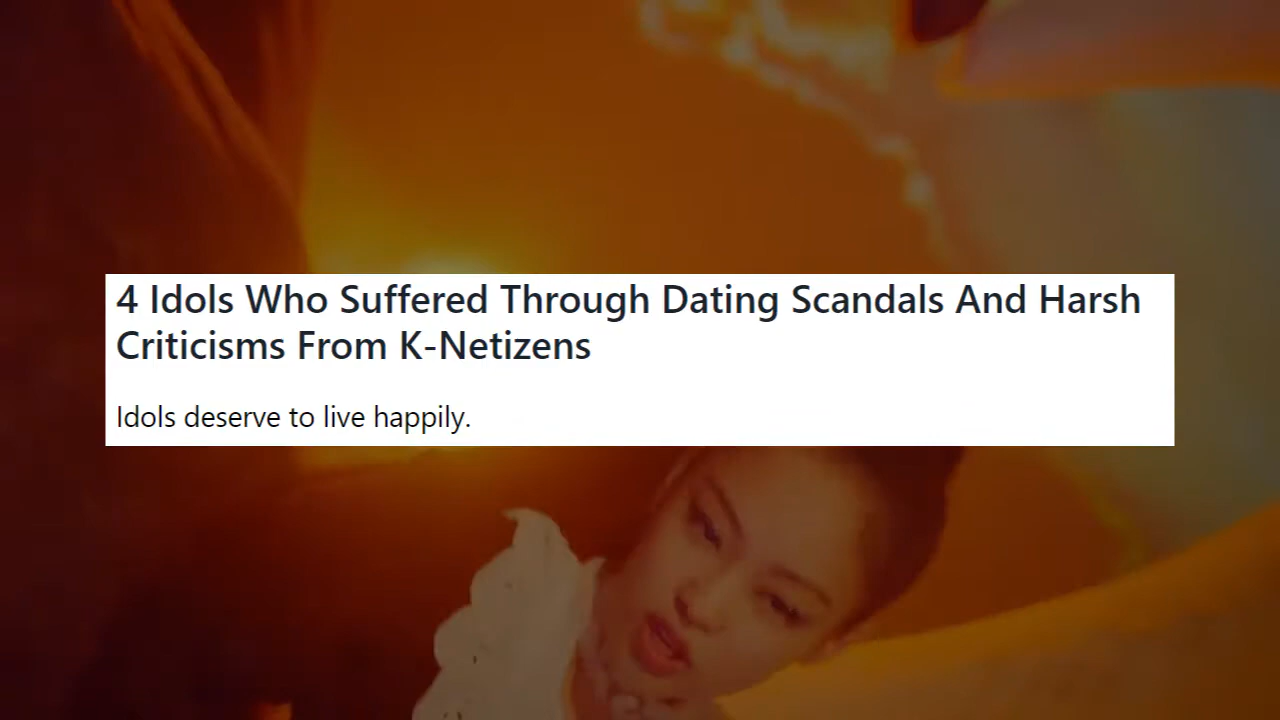 4 Idols Who Suffered Through Dating Scandals And Harsh
Criticisms From K-Netizens
Idols deserve to live happily.